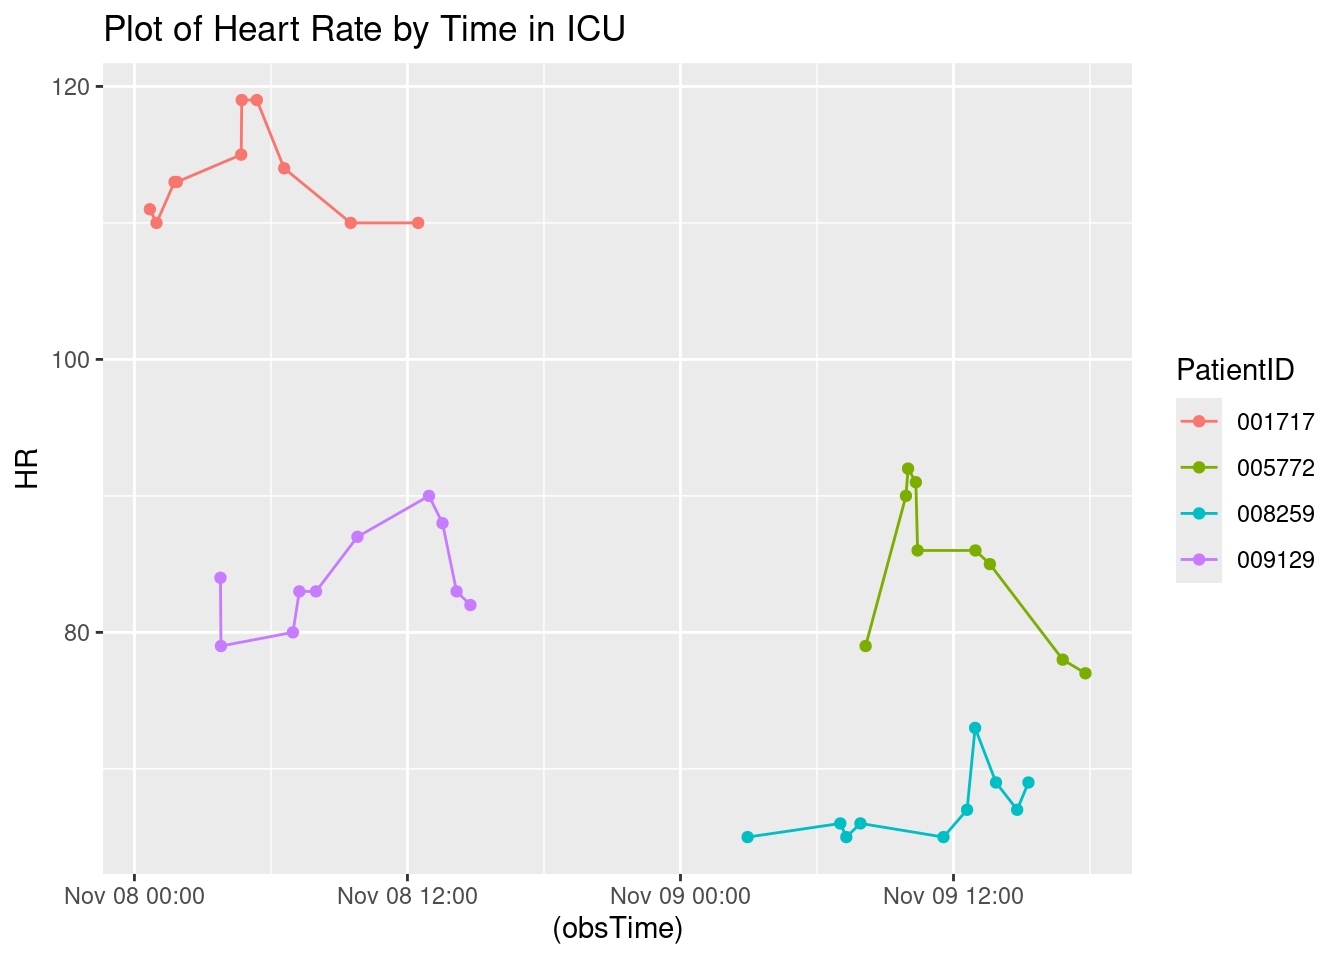 Plot of Heart Rate by Time in ICU
120
100
80
HR
Nov 08 00:00
Nov 08 12:00
Nov 09 00:00
Nov 09 12:00
(obsTime)
PatientID
001717
005772
008259
009129